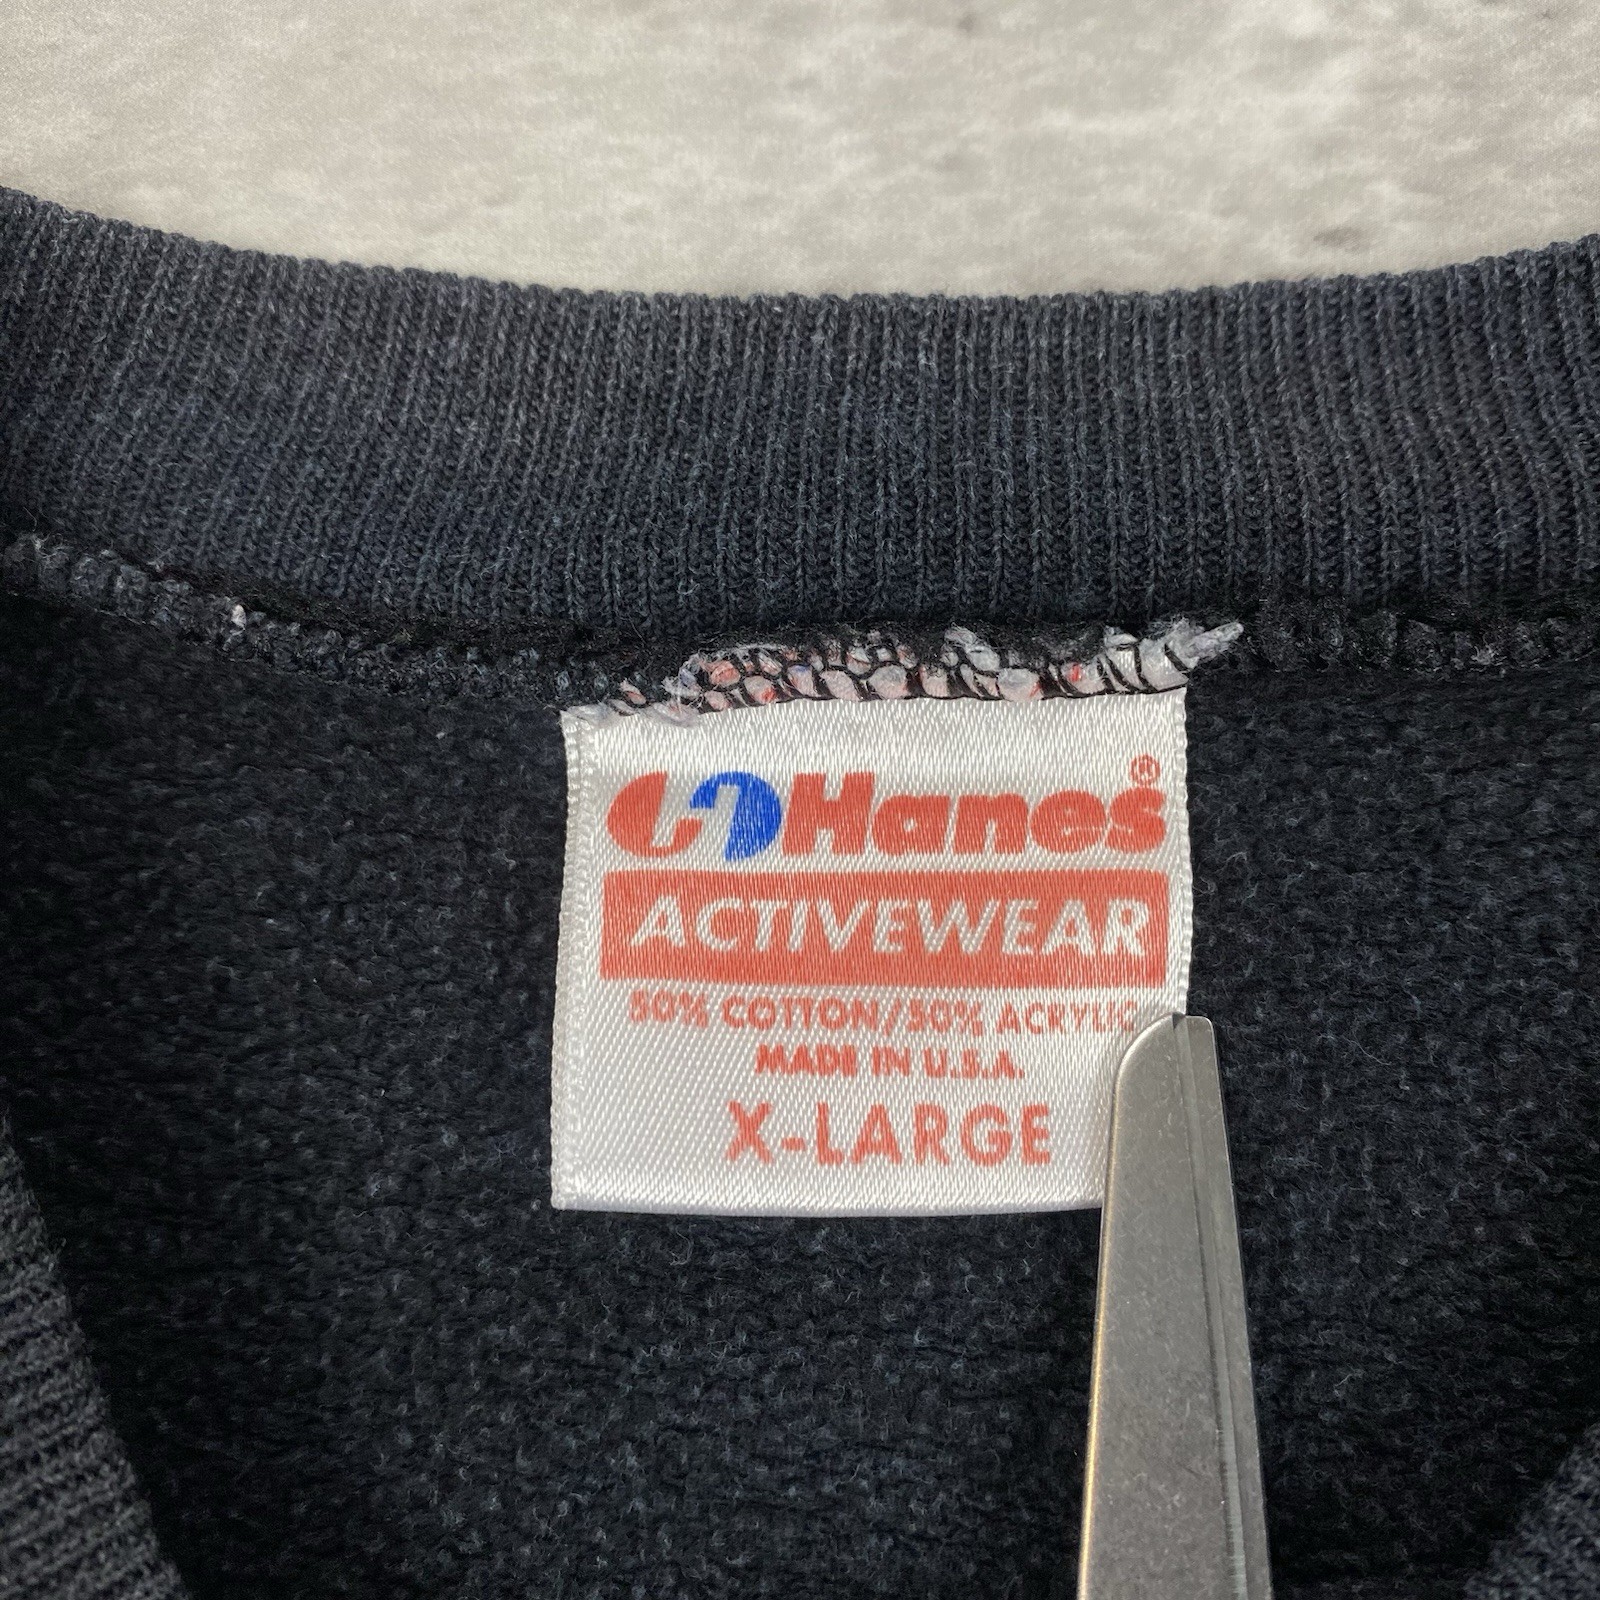 Hanes®
ACTIVEWEAR
50% COTTON/50% ACRYLIC
MADE IN U.S.A.
X-LARGE